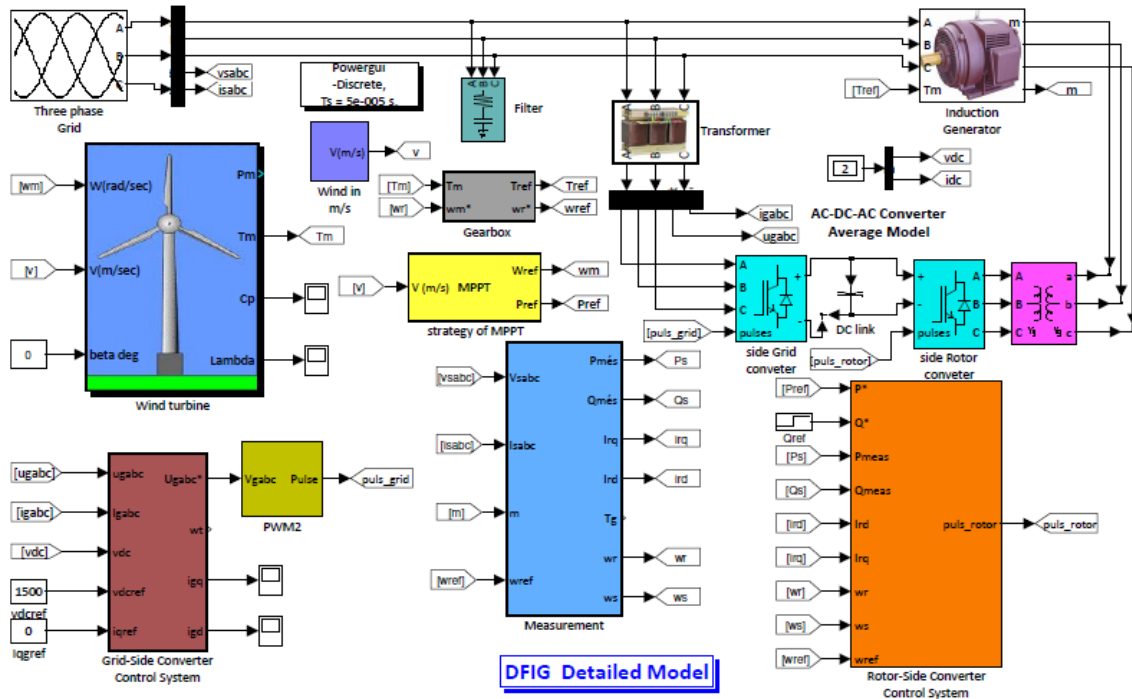 A
B
C
vsabc
isabc
Three phase
Grid
Powergui
-Discrete,
Ts = 5e-005 s.
A B C
Filter
A B C
A B C
Transformer
A
B
C
Tm
m
[Tref]
m
Induction
Generator
2
vdc
idc
[wm]
[v]
0
W(rad/sec)
V(m/sec)
beta deg
Pm
Tm
Cp
Lambda
Tm
Wind turbine
V(m/s)
v
Wind in
m/s
[Tm]
[wr]
Tm
wm*
Tref
wr*
Tref
wref
Gearbox
[v]
V (m/s)
MPPT
Wref
Pref
wm
Pref
strategy of MPPT
igabc
ugabc
AC-DC-AC Converter
Average Model
A
B
C
pulses
+
-
[puls_grid]
side Grid
conveter
DC link
+
-
pulses
A
B
C
[puls_rotor]
side Rotor
conveter
A
B
C
a
b
c
[vsabc]
[isabc]
[m]
[wref]
Vsabc
Isabc
m
wref
Pmés
Qmés
Irq
Ird
Tg
wr
ws
Ps
Qs
irq
ird
wr
ws
Measurement
[ugabc]
[igabc]
[vdc]
1500
vdcref
0
Iqgref
ugabc
Igabc
vdc
vdcref
iqref
Ugabc*
wt
igq
igd
Grid-Side Converter
Control System
Vgabc
Pulse
puls_grid
PWM2
[Pref]
Qref
[Ps]
[Qs]
[ird]
[irq]
[wr]
[ws]
[wref]
P*
Q*
Pmeas
Qmeas
Ird
Irq
wr
ws
wref
puls_rotor
puls_rotor
Rotor-Side Converter
Control System
DFIG Detailed Model